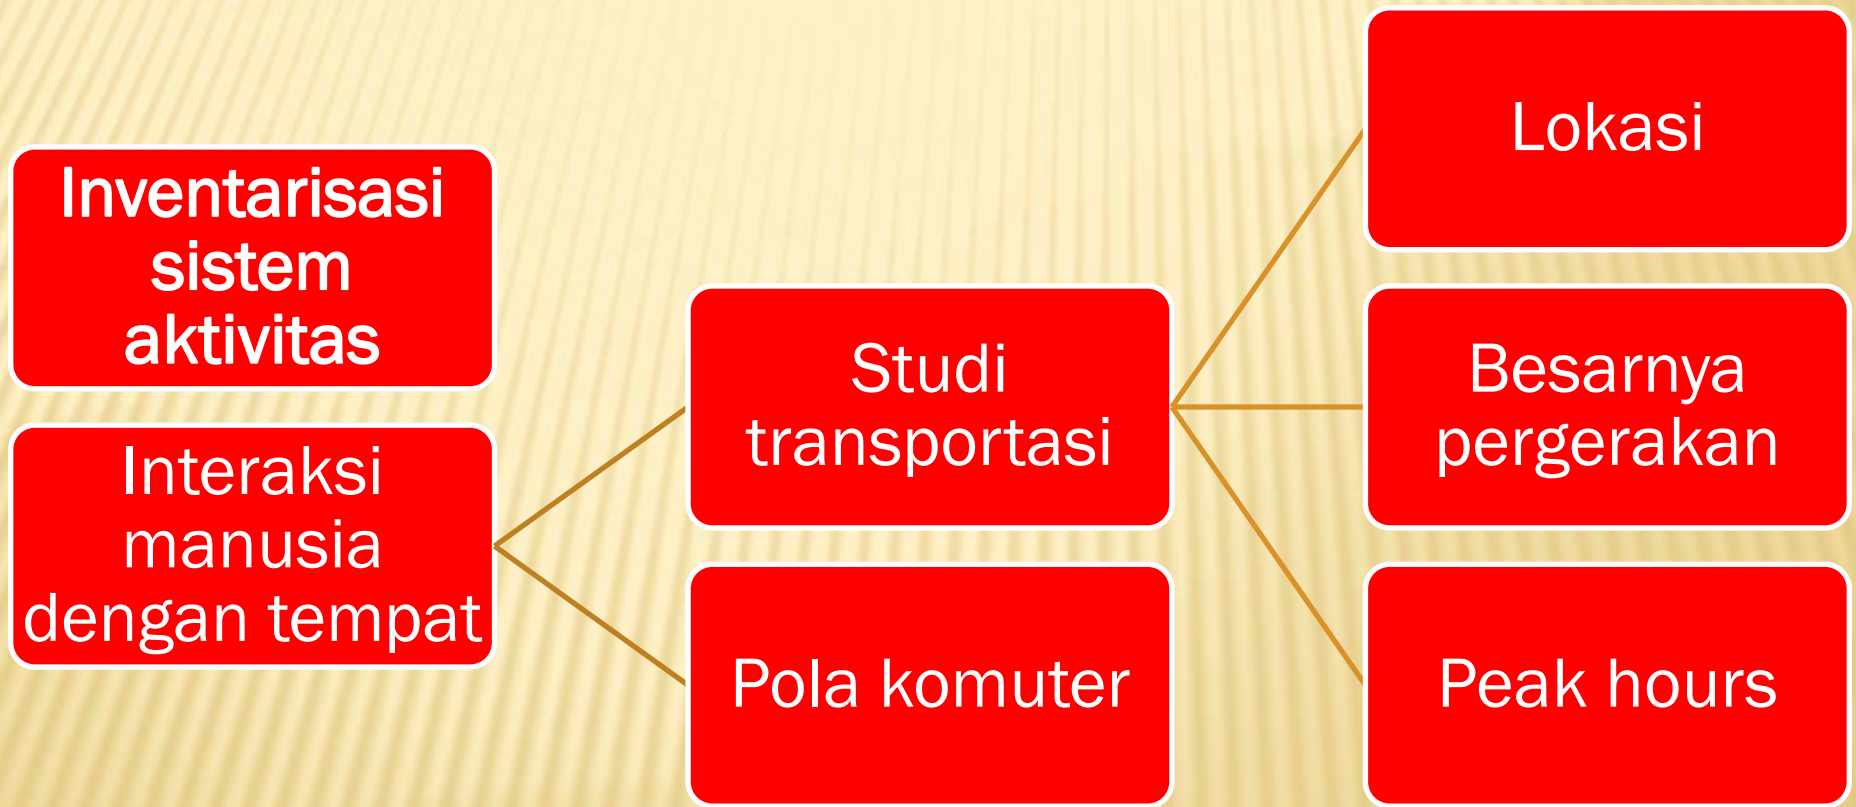 Inventarisasi
sistem
aktivitas
Interaksi
manusia
dengan tempat
Studi
transportasi
Pola komuter
Lokasi
Besarnya
pergerakan
Peak hours